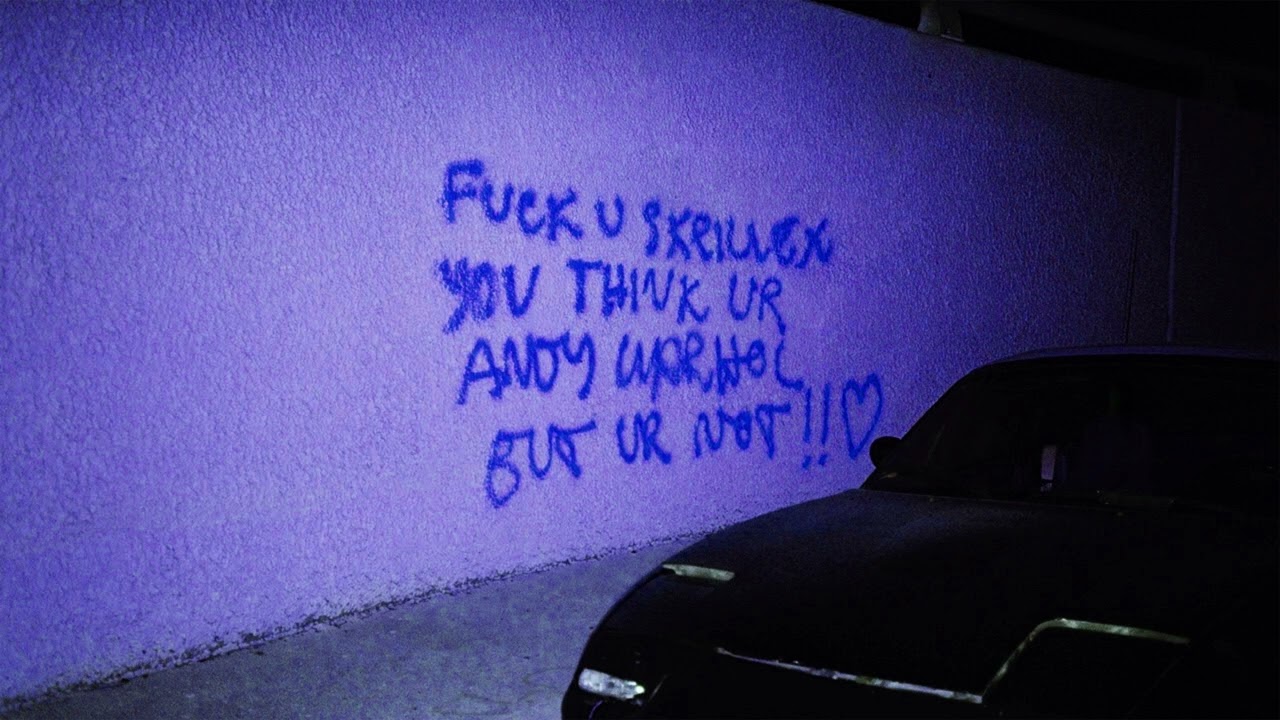 FUCK U SKRILLEX
YOU THINK UR
ANDY WARHOL
BUT UR NOT!!♡